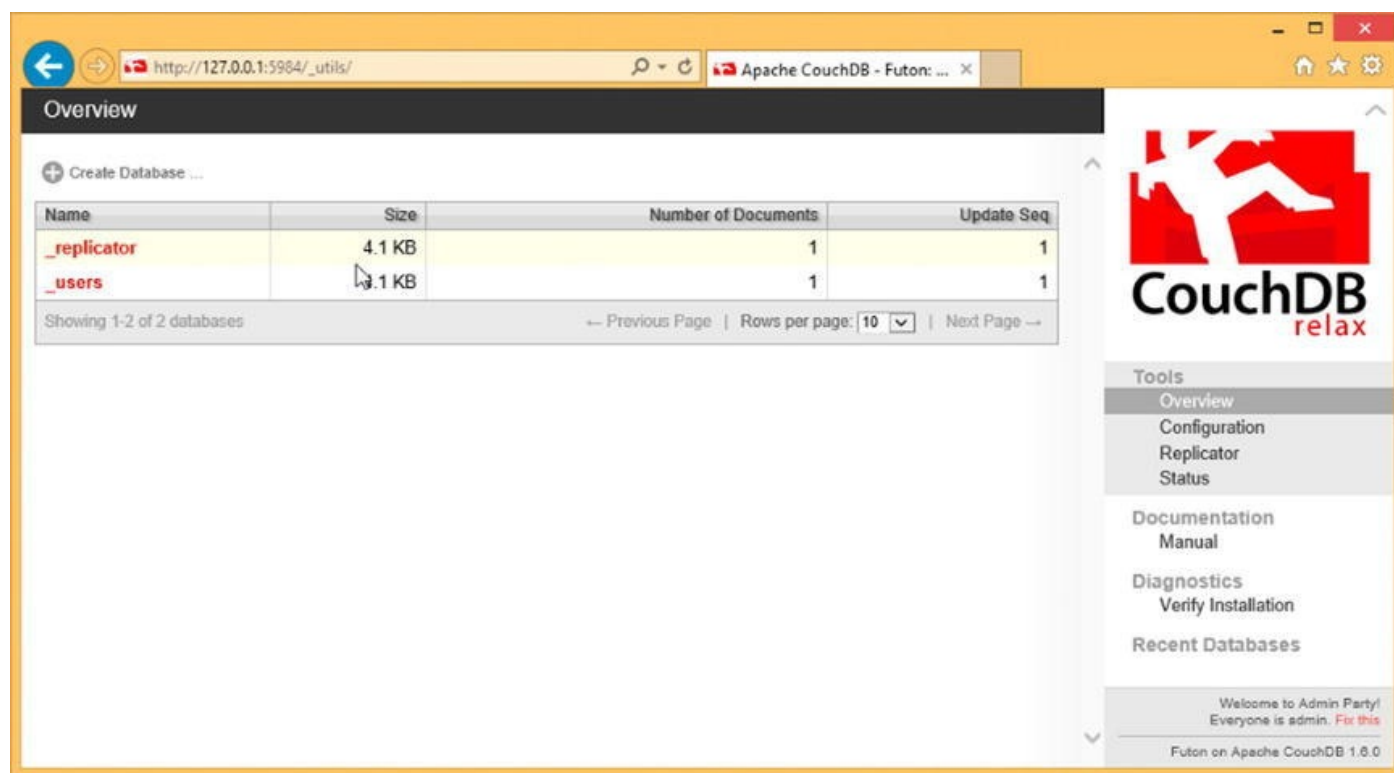 http://127.0.0.1:5984/_utils/
Apache CouchDB - Futon: ...
Overview
Create Database ...
Name Size Number of Documents Update Seq
_replicator 4.1 KB 1 1
_users .1 KB 1 1
Showing 1-2 of 2 databases ← Previous Page | Rows per page: 10 | Next Page →
CouchDB
relax
Tools
Overview
Configuration
Replicator
Status
Documentation
Manual
Diagnostics
Verify Installation
Recent Databases
Welcome to Admin Party!
Everyone is admin. Fix this
Futon on Apache CouchDB 1.6.0